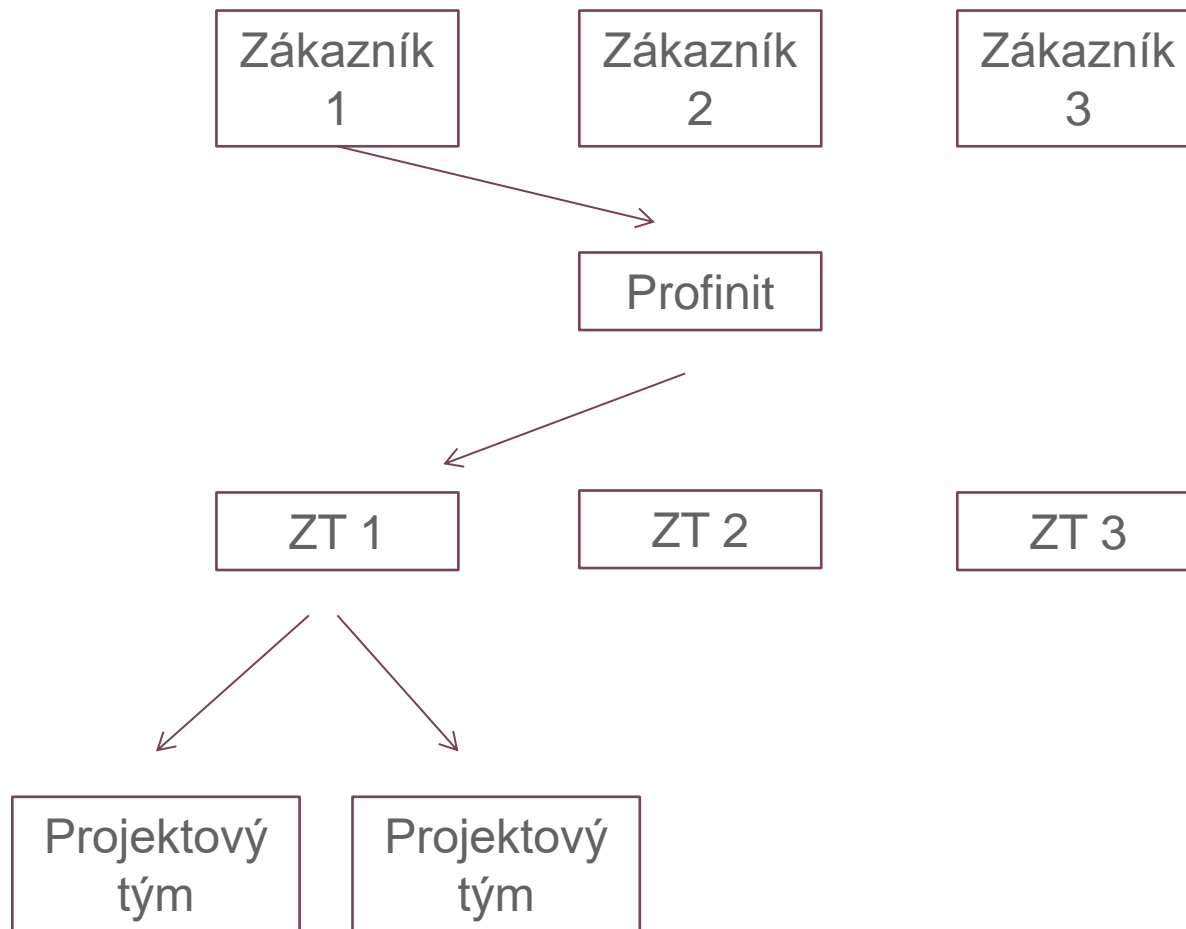 Zákazník
1
Zákazník
2
Zákazník
3
Profinit
ZT 1
ZT 2
ZT 3
Projektový
tým
Projektový
tým